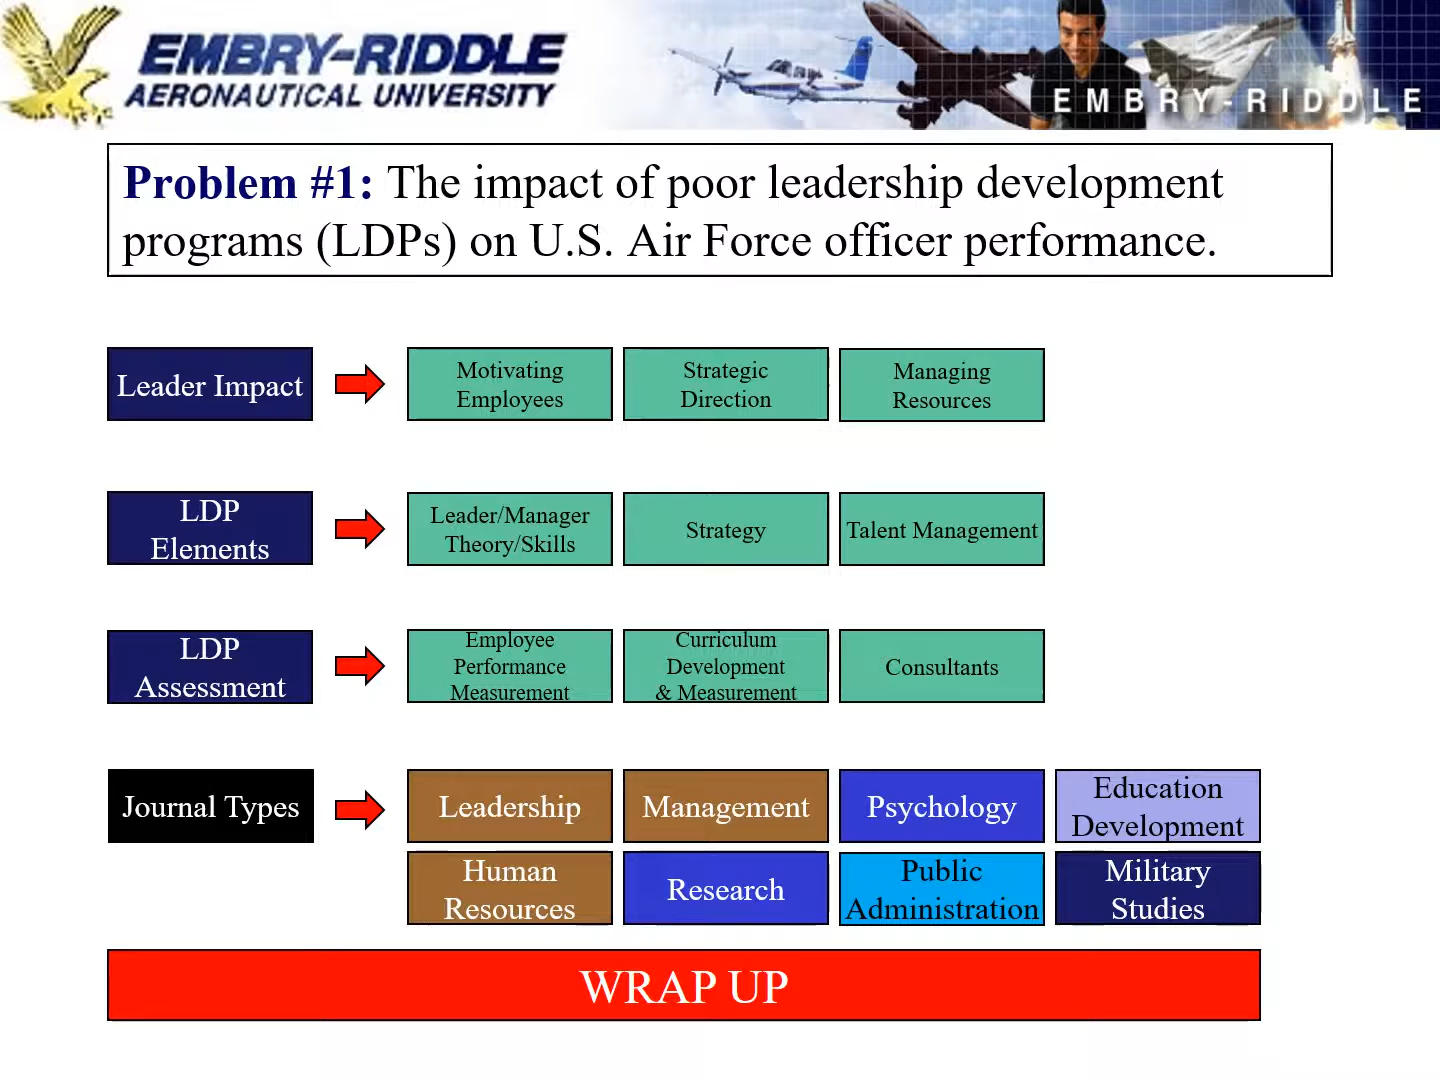 EMBRY-RIDDLE
AERONAUTICAL UNIVERSITY
EMBRY-RIDDLE
Problem #1: The impact of poor leadership development
programs (LDPs) on U.S. Air Force officer performance.
Leader Impact
Motivating
Employees
Strategic
Direction
Managing
Resources
LDP
Elements
Leader/Manager
Theory/Skills
Strategy
Talent Management
LDP
Assessment
Employee
Performance
Measurement
Curriculum
Development
& Measurement
Consultants
Journal Types
Leadership
Management
Psychology
Education
Development
Human
Resources
Research
Public
Administration
Military
Studies
WRAP UP